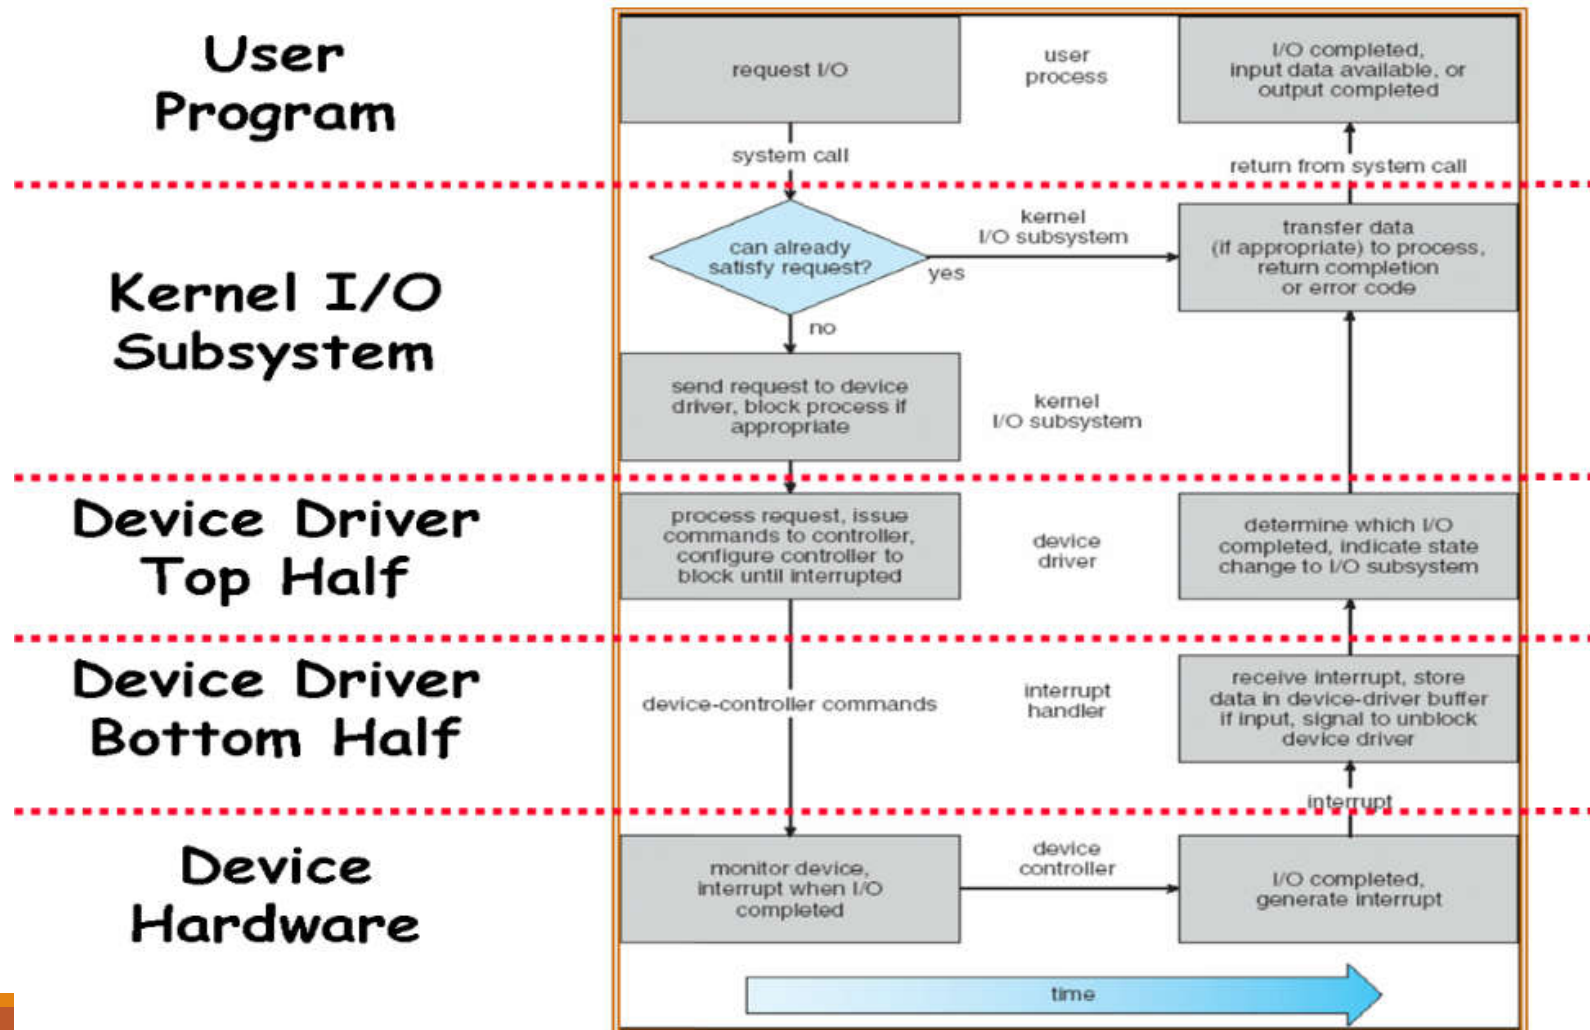 User
Program
request I/O
user
process
I/O completed,
input data available, or
output completed
system call
return from system call
Kernel I/O
Subsystem
can already
satisfy request?
kernel
I/O subsystem
yes
transfer data
(if appropriate) to process,
return completion
or error code
no
send request to device
driver, block process if
appropriate
kernel
I/O subsystem
Device Driver
Top Half
process request, issue
commands to controller,
configure controller to
block until interrupted
device
driver
determine which I/O
completed, indicate state
change to I/O subsystem
Device Driver
Bottom Half
device-controller commands
interrupt
handler
receive interrupt, store
data in device-driver buffer
if input, signal to unblock
device driver
interrupt
Device
Hardware
monitor device,
interrupt when I/O
completed
device
controller
I/O completed,
generate interrupt
time